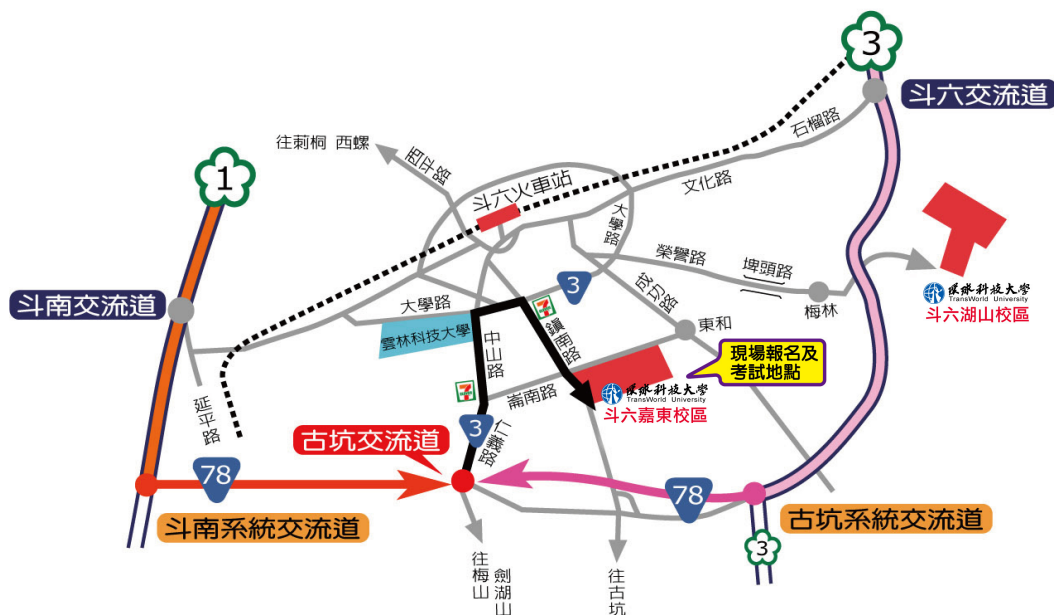 3
斗六交流道
石榴路
往莿桐 西螺
西平路
斗六火車站
文化路
1
大學路
榮譽路
埤頭路
3
成功路
梅林
環球科技大學
TransWorld University
斗六湖山校區
斗南交流道
大學路
7-ELEVEN
鎮南路
東和
雲林科技大學
中山路
現場報名及
考試地點
7-ELEVEN
崙南路
環球科技大學
TransWorld University
斗六嘉東校區
延平路
3
仁義路
古坑交流道
78
78
斗南系統交流道
古坑系統交流道
3
往梅山
劍湖山
往古坑